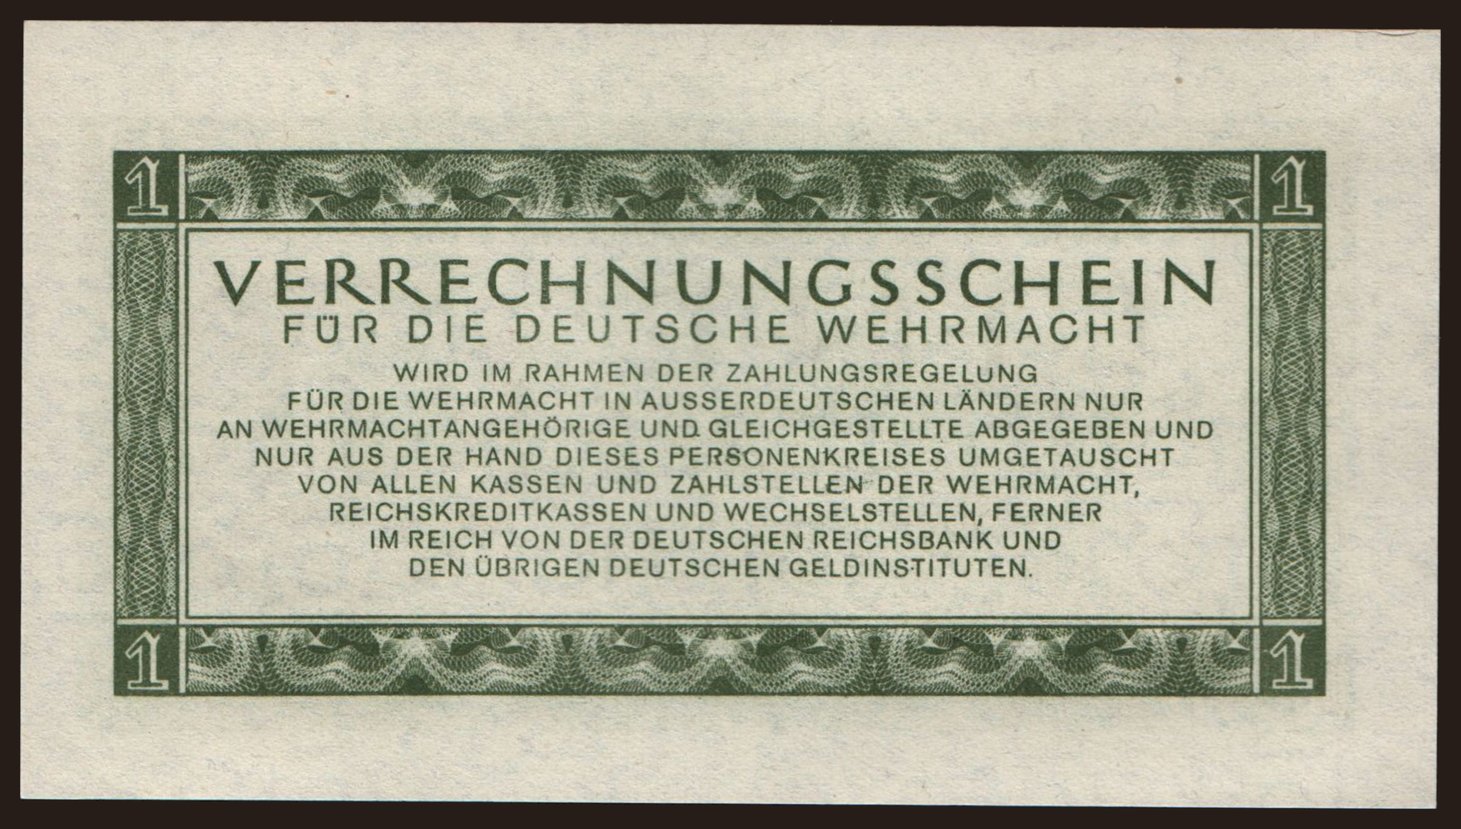 1 1
VERRECHNUNGSSCHEIN
FÜR DIE DEUTSCHE WEHRMACHT
WIRD IM RAHMEN DER ZAHLUNGSREGELUNG
FÜR DIE WEHRMACHT IN AUSSERDEUTSCHEN LÄNDERN NUR
AN WEHRMACHTANGEHÖRIGE UND GLEICHGESTELLTE ABGEGEBEN UND
NUR AUS DER HAND DIESES PERSONENKREISES UMGETAUSCHT
VON ALLEN KASSEN UND ZAHLSTELLEN DER WEHRMACHT,
REICHSKREDITKASSEN UND WECHSELSTELLEN, FERNER
IM REICH VON DER DEUTSCHEN REICHSBANK UND
DEN ÜBRIGEN DEUTSCHEN GELDINSTITUTEN.
1 1